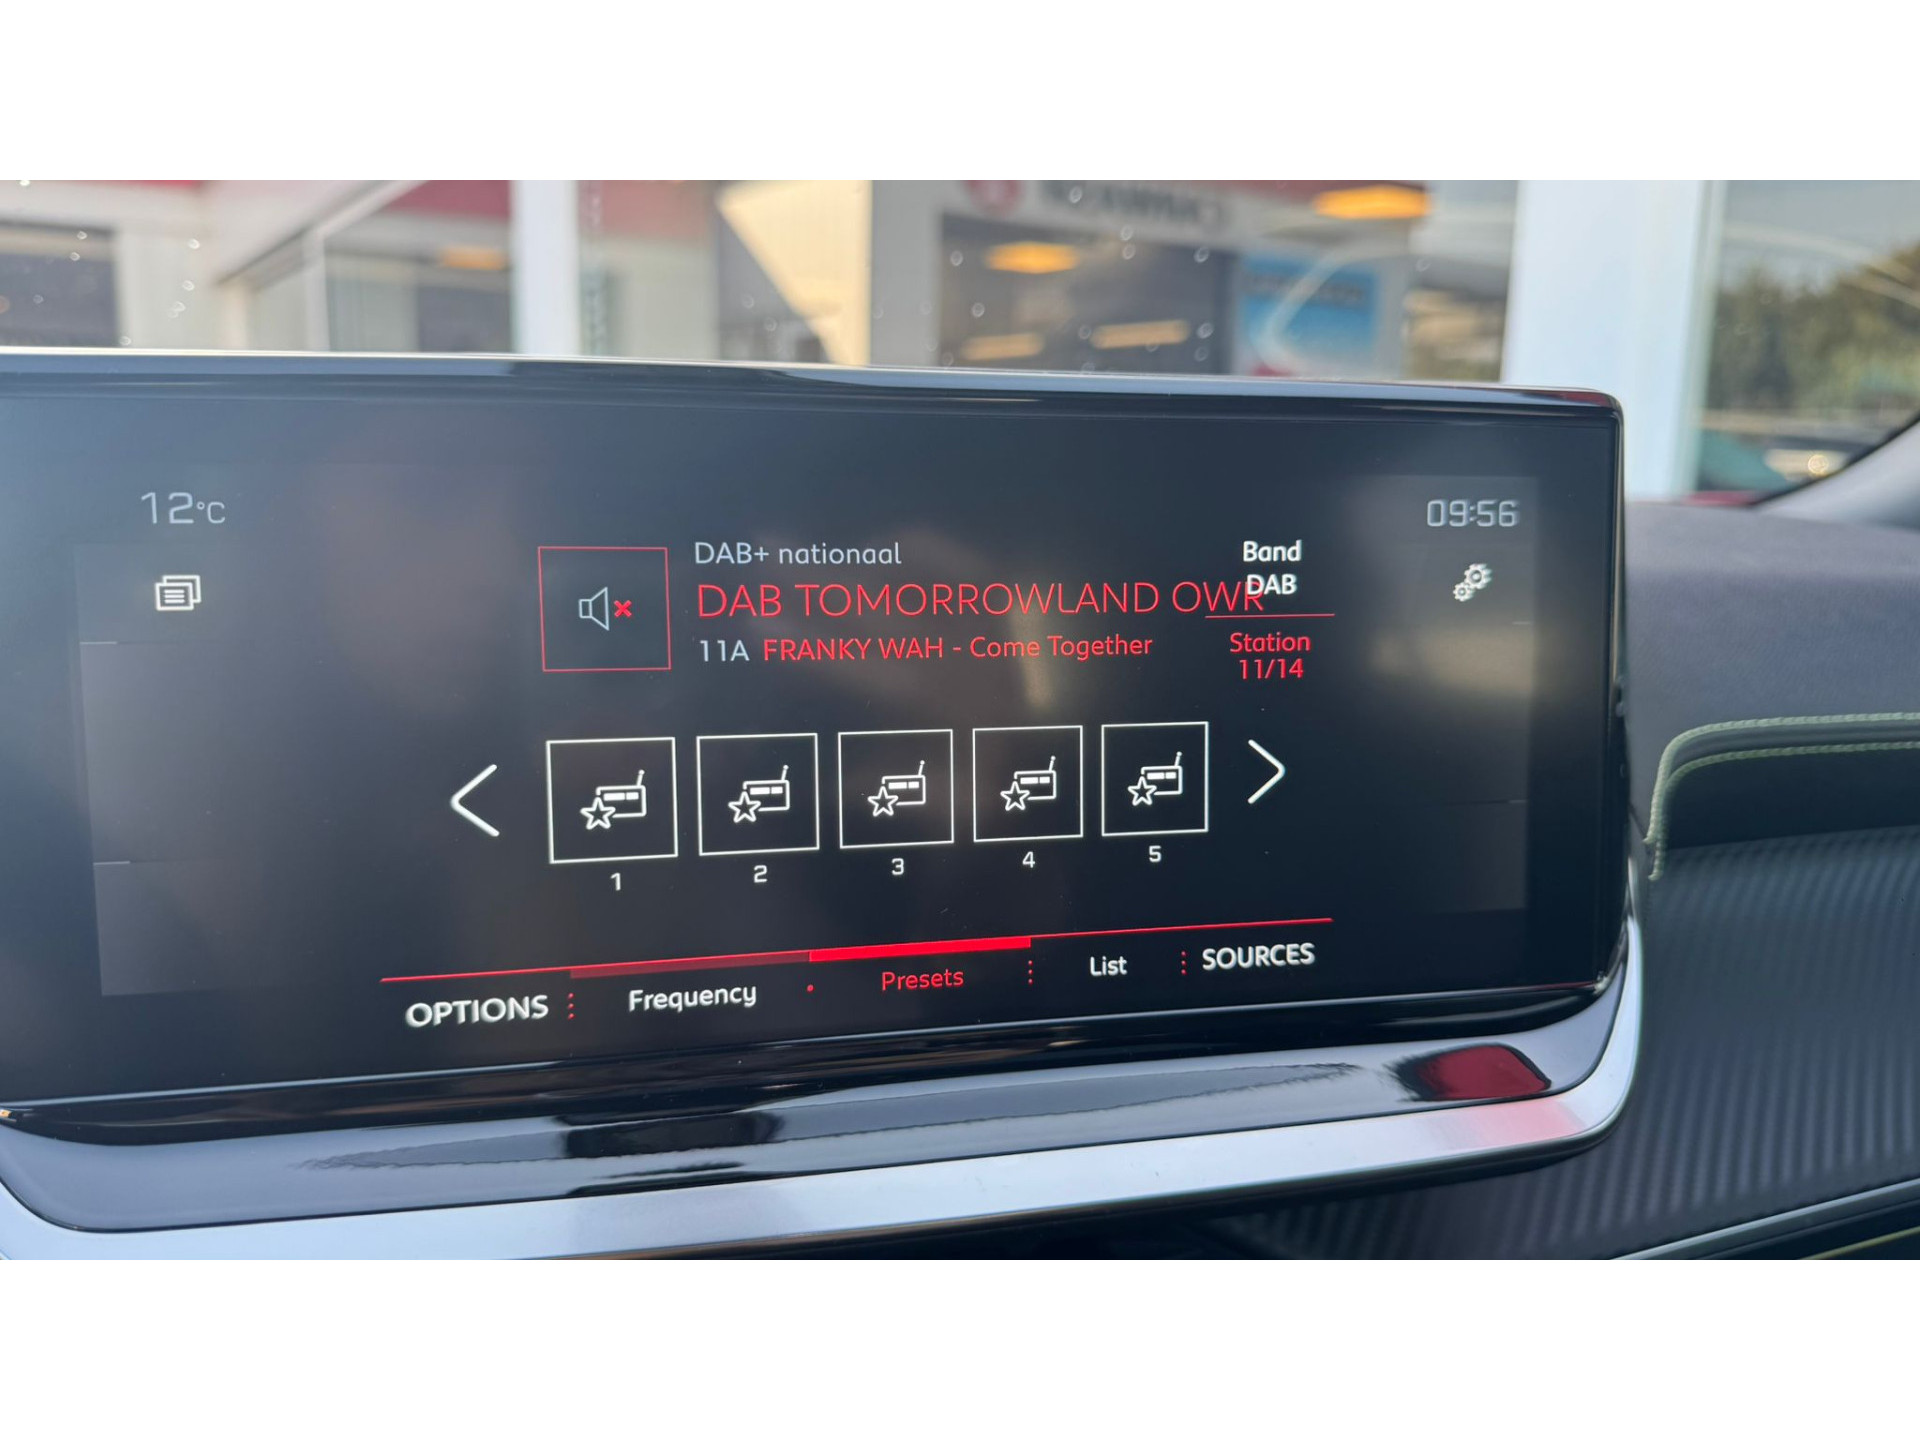 12°C
09:56
DAB+ nationaal
Band
DAB
DAB TOMORROWLAND OWR
11A FRANKY WAH - Come Together
Station
11/14
1
2
3
4
5
OPTIONS
Frequency
Presets
List
SOURCES